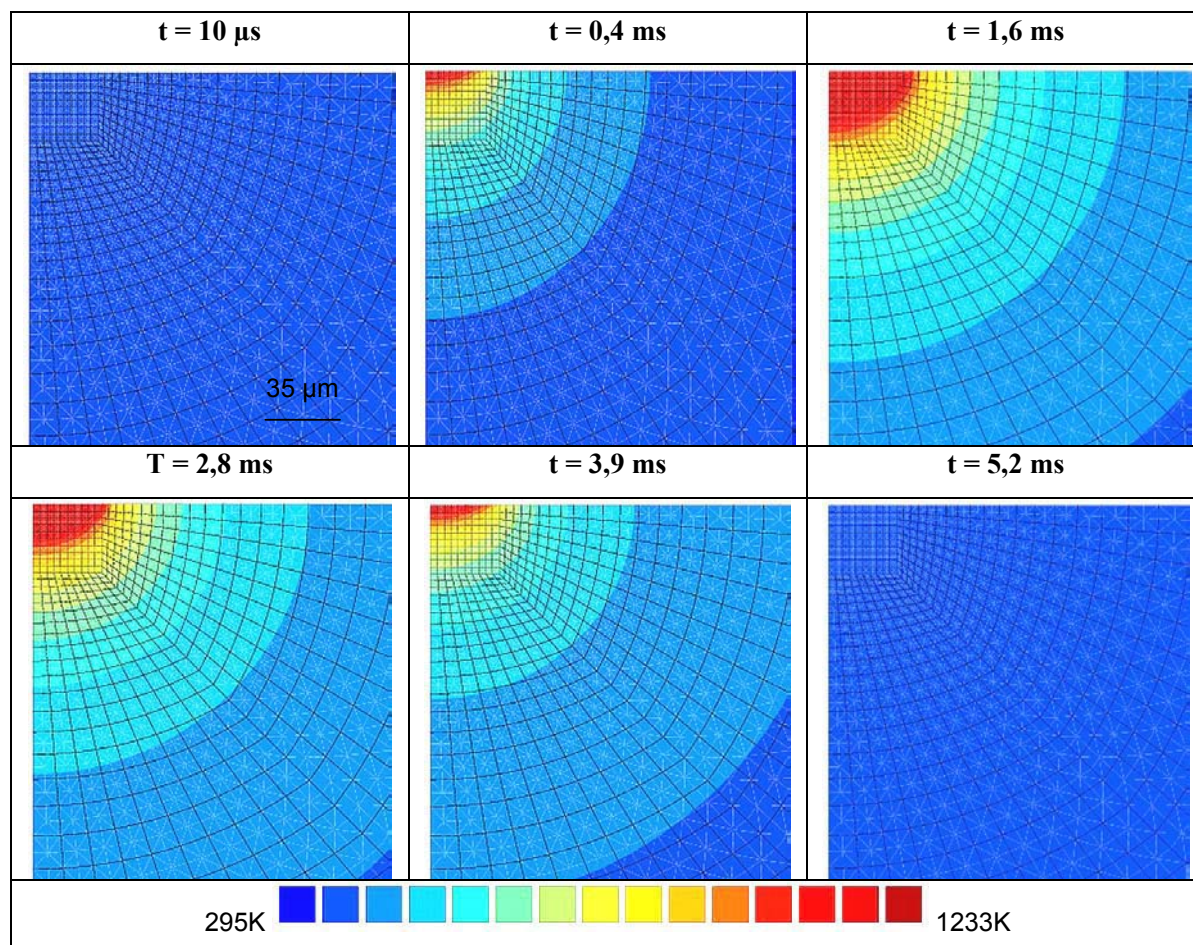 t = 10 µs
t = 0,4 ms
t = 1,6 ms
35 µm
T = 2,8 ms
t = 3,9 ms
t = 5,2 ms
295K
1233K